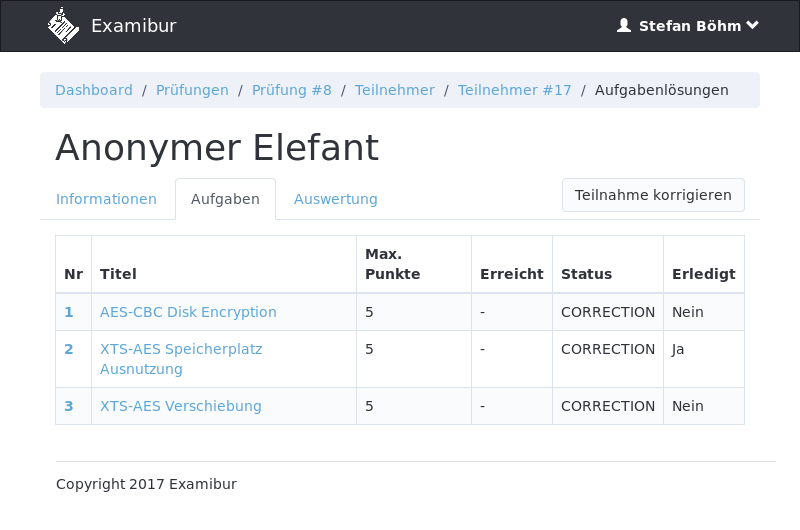 Examibur
Stefan Böhm
Dashboard / Prüfungen / Prüfung #8 / Teilnehmer / Teilnehmer #17 / Aufgabenlösungen
Anonymer Elefant
Informationen Aufgaben Auswertung Teilnahme korrigieren
Nr Titel Max. Punkte Erreicht Status Erledigt
1 AES-CBC Disk Encryption 5 - CORRECTION Nein
2 XTS-AES Speicherplatz Ausnutzung 5 - CORRECTION Ja
3 XTS-AES Verschiebung 5 - CORRECTION Nein
Copyright 2017 Examibur